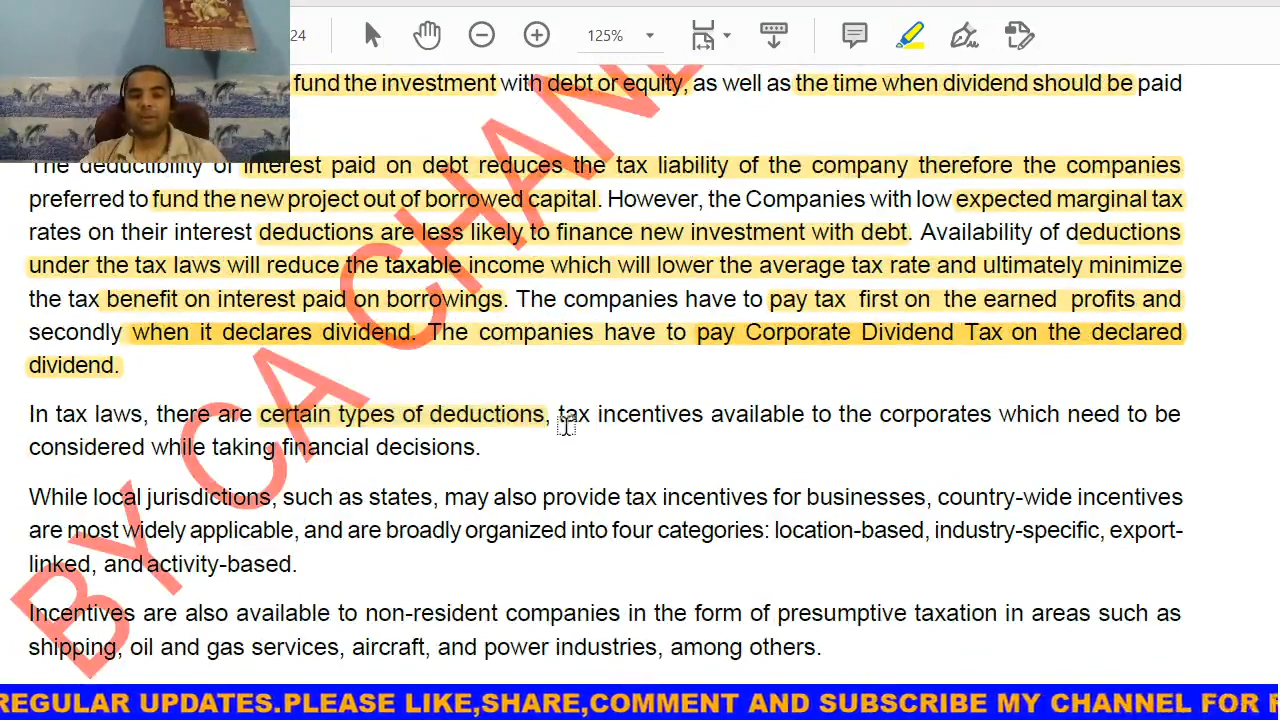 24
125%
fund the investment with debt or equity, as well as the time when dividend should be paid
The deductibility of interest paid on debt reduces the tax liability of the company therefore the companies
preferred to fund the new project out of borrowed capital. However, the Companies with low expected marginal tax
rates on their interest deductions are less likely to finance new investment with debt. Availability of deductions
under the tax laws will reduce the taxable income which will lower the average tax rate and ultimately minimize
the tax benefit on interest paid on borrowings. The companies have to pay tax first on the earned profits and
secondly when it declares dividend. The companies have to pay Corporate Dividend Tax on the declared
dividend.
In tax laws, there are certain types of deductions, tax incentives available to the corporates which need to be
considered while taking financial decisions.
While local jurisdictions, such as states, may also provide tax incentives for businesses, country-wide incentives
are most widely applicable, and are broadly organized into four categories: location-based, industry-specific, export-
linked, and activity-based.
Incentives are also available to non-resident companies in the form of presumptive taxation in areas such as
shipping, oil and gas services, aircraft, and power industries, among others.
BY CA CHAN
REGULAR UPDATES.PLEASE LIKE,SHARE,COMMENT AND SUBSCRIBE MY CHANNEL FOR